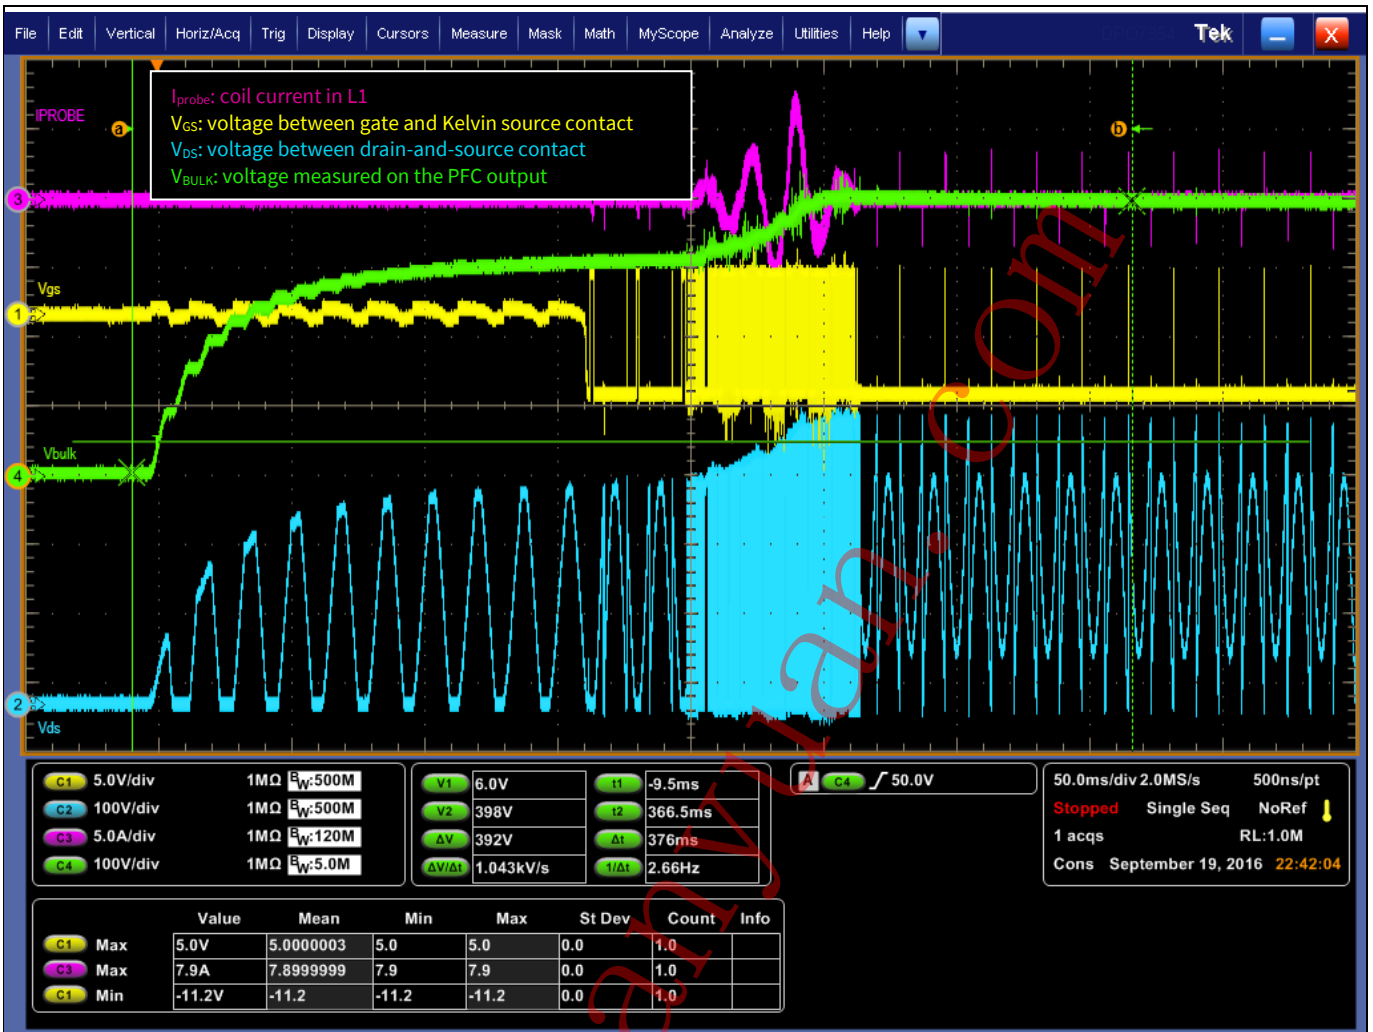 File Edit Vertical Horiz/Acq Trig Display Cursors Measure Mask Math MyScope Analyze Utilities Help Tek X
Iprobe: coil current in L1
VGS: voltage between gate and Kelvin source contact
VDS: voltage between drain-and-source contact
VBULK: voltage measured on the PFC output
IPROBE
a
b
3
Vgs
1
Vbulk
4
2
Vds
C1 5.0V/div 1MΩ BW:500M
C2 100V/div 1MΩ BW:500M
C3 5.0A/div 1MΩ BW:120M
C4 100V/div 1MΩ BW:5.0M
V1 6.0V t1 -9.5ms
V2 398V t2 366.5ms
ΔV 392V Δt 376ms
ΔV/Δt 1.043kV/s 1/Δt 2.66Hz
A C4 50.0V
50.0ms/div 2.0MS/s 500ns/pt
Stopped Single Seq NoRef
1 acqs RL:1.0M
Cons September 19, 2016 22:42:04
Value Mean Min Max St Dev Count Info
C1 Max 5.0V 5.0000003 5.0 5.0 0.0 1.0
C3 Max 7.9A 7.8999999 7.9 7.9 0.0 1.0
C1 Min -11.2V -11.2 -11.2 -11.2 0.0 1.0
anyuan.com